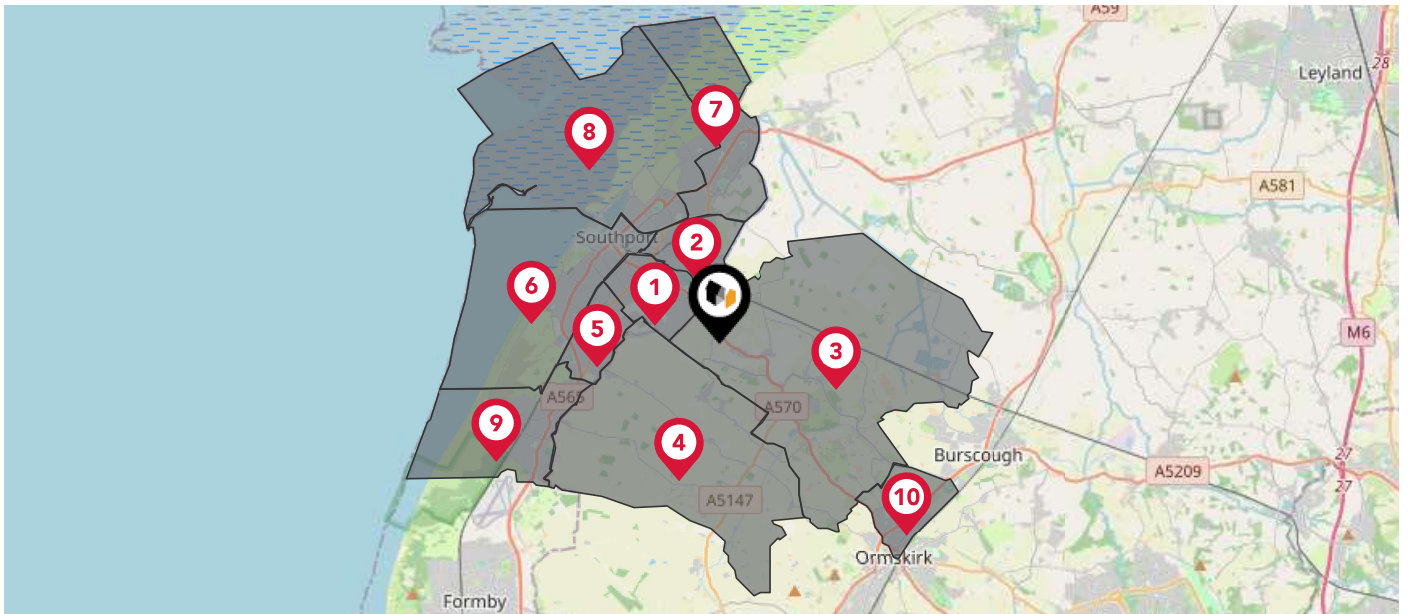 A59
28
Leyland
7
8
A581
Southport
2
6
1
5
3
M6
A565
A570
9
4
Burscough
27
A5209
27
10
A5147
Ormskirk
Formby